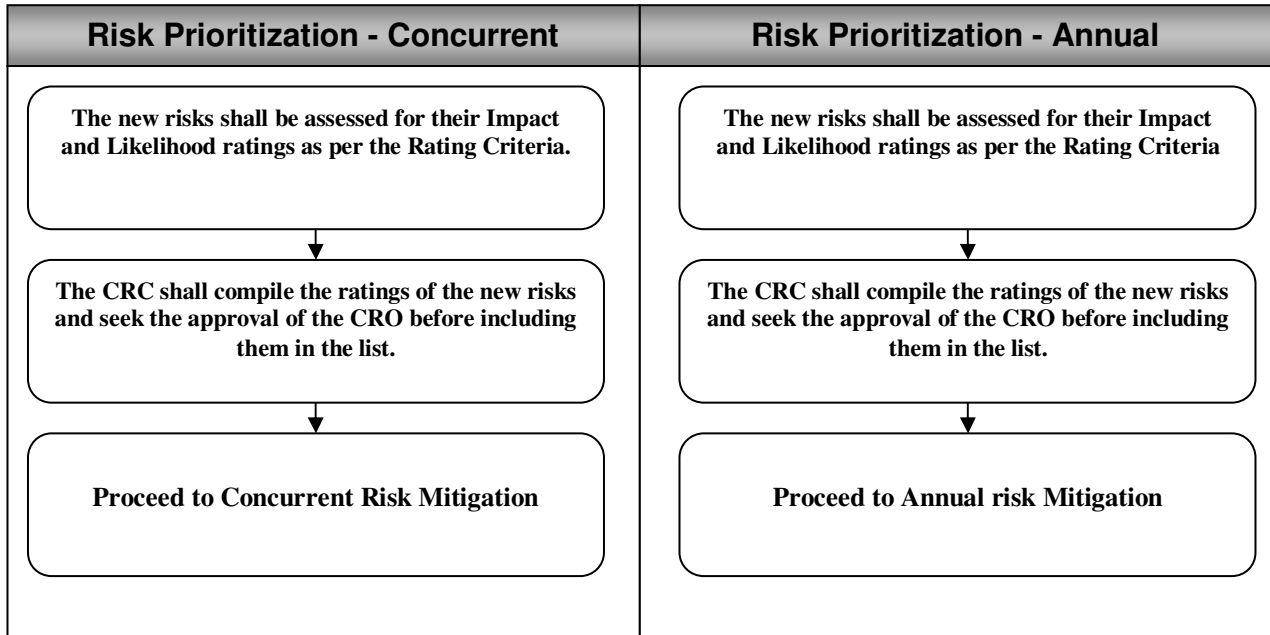 Risk Prioritization - Concurrent
The new risks shall be assessed for their Impact
and Likelihood ratings as per the Rating Criteria.
The CRC shall compile the ratings of the new risks
and seek the approval of the CRO before including
them in the list.
Proceed to Concurrent Risk Mitigation
Risk Prioritization - Annual
The new risks shall be assessed for their Impact
and Likelihood ratings as per the Rating Criteria
The CRC shall compile the ratings of the new risks
and seek the approval of the CRO before including
them in the list.
Proceed to Annual risk Mitigation